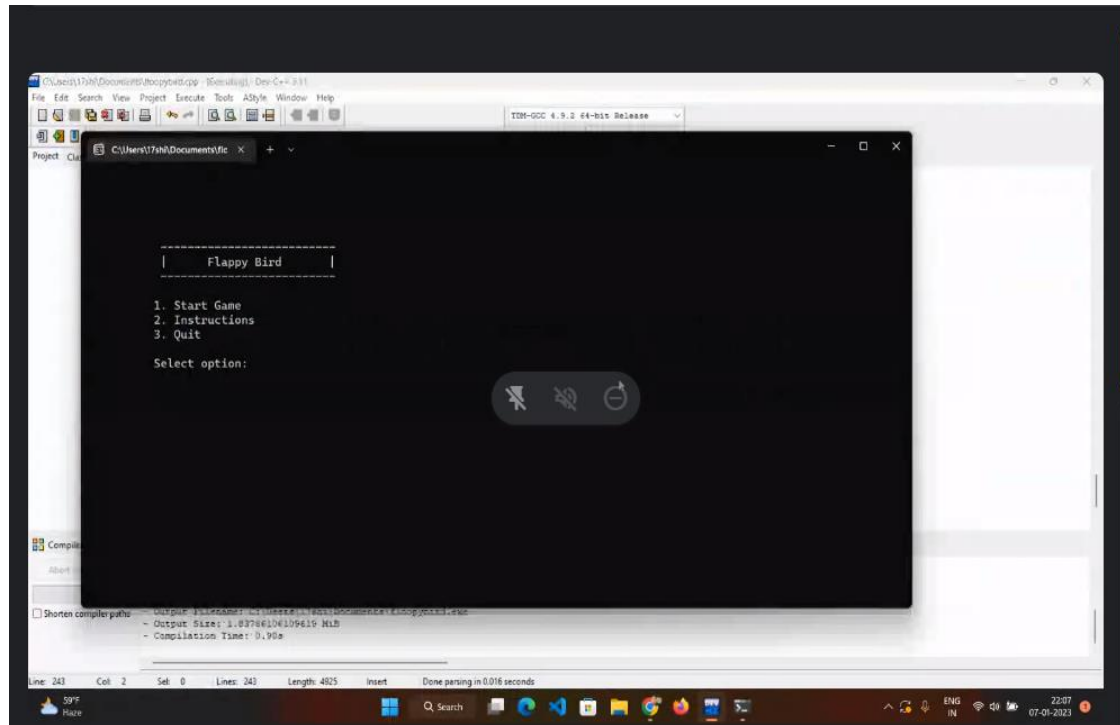 File Edit Search View Project Execute Tools AStyle Window Help
TDM-GCC 4.9.2 64-bit Release
Project
C:\Users\17shi\Documents\flc
| Flappy Bird |
1. Start Game
2. Instructions
3. Quit
Select option:
Shorten compiler paths
- Output Size: 1.83766106109619 MiB
- Compilation Time: 0.90s
Line: 243 Col: 2 Sel: 0 Lines: 243 Length: 4925 Insert Done parsing in 0.016 seconds
59°F
Haze
Search
ENG
IN
22:07
07-01-2023